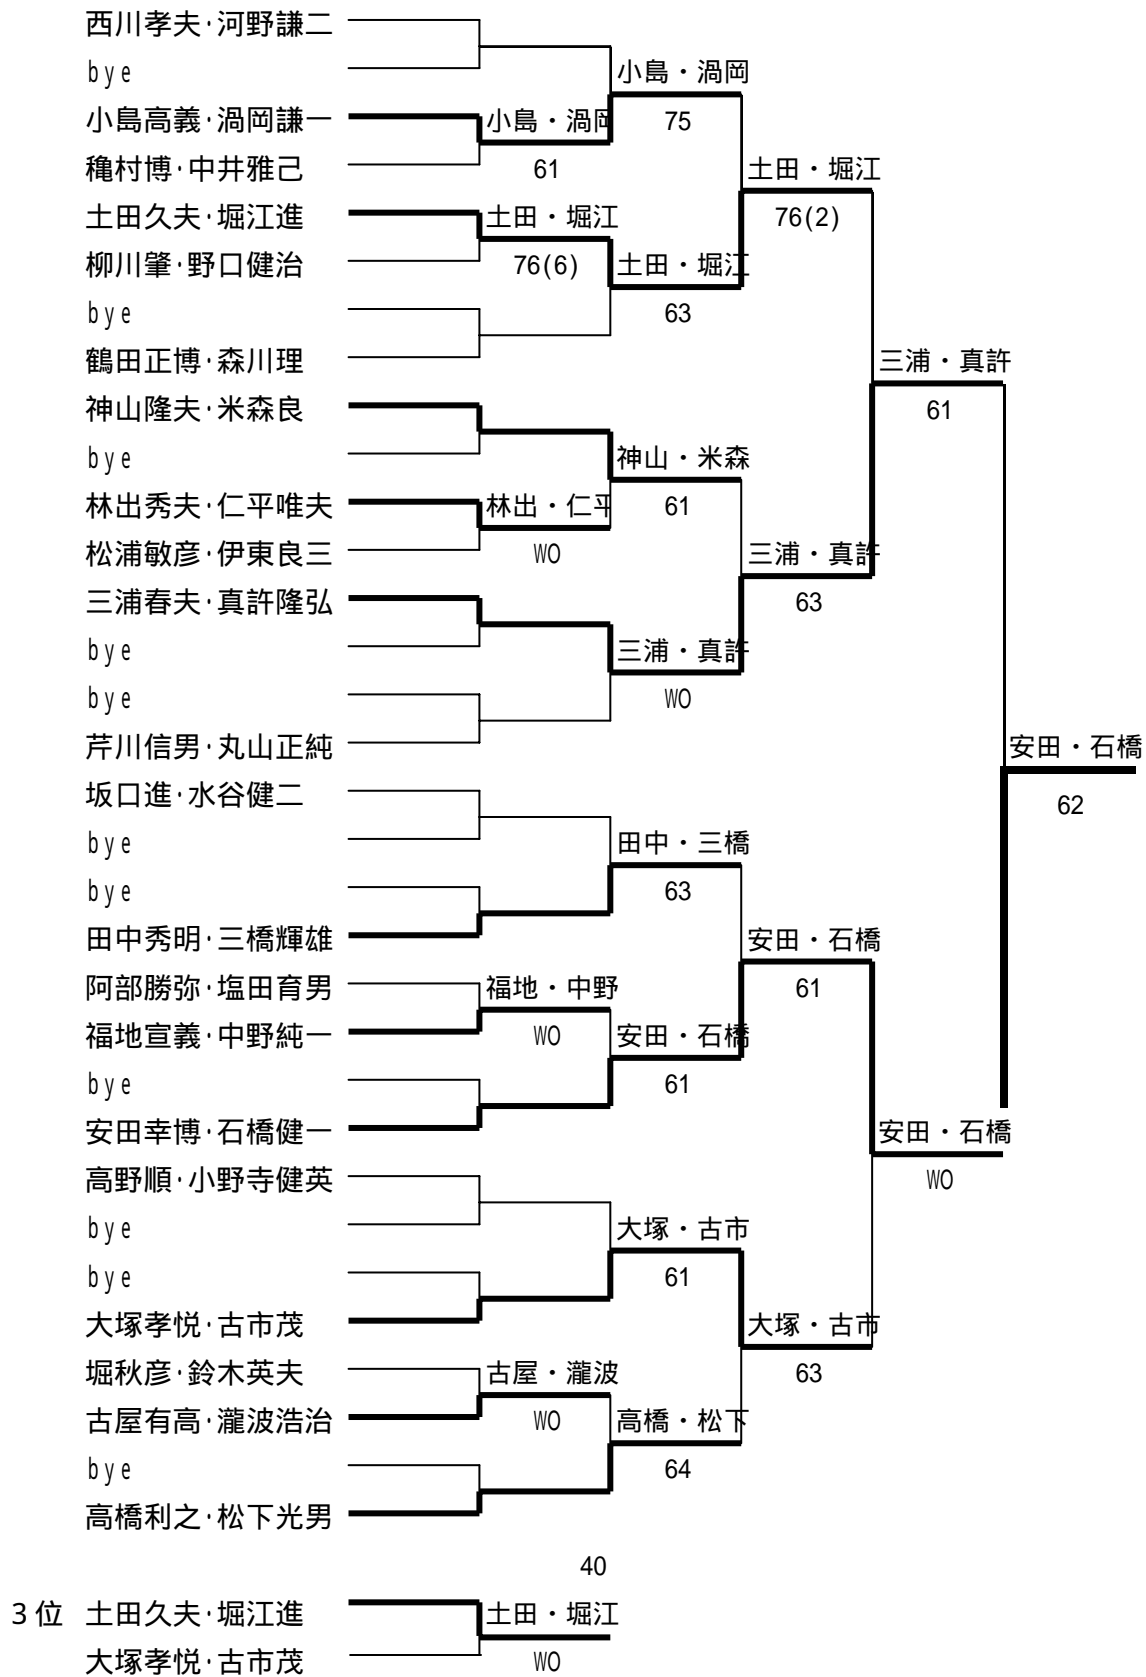 西川孝夫・河野謙二
bye
小島・渦岡
小島高義・渦岡謙一
小島・渦岡
75
穐村博・中井雅己
61
土田・堀江
土田久夫・堀江進
土田・堀江
76(2)
柳川肇・野口健治
76(6)
土田・堀江
bye
63
鶴田正博・森川理
三浦・真許
神山隆夫・米森良
61
bye
神山・米森
林出秀夫・仁平唯夫
林出・仁平
61
松浦敏彦・伊東良三
WO
三浦・真許
三浦春夫・真許隆弘
63
bye
三浦・真許
bye
WO
芹川信男・丸山正純
安田・石橋
坂口進・水谷健二
62
bye
田中・三橋
bye
63
田中秀明・三橋輝雄
安田・石橋
阿部勝弥・塩田育男
福地・中野
61
福地宣義・中野純一
WO
安田・石橋
bye
61
安田幸博・石橋健一
安田・石橋
高野順・小野寺健英
WO
bye
大塚・古市
bye
61
大塚孝悦・古市茂
大塚・古市
堀秋彦・鈴木英夫
古屋・瀧波
63
古屋有高・瀧波浩治
WO
高橋・松下
bye
64
高橋利之・松下光男
40
3位 土田久夫・堀江進
土田・堀江
大塚孝悦・古市茂
WO